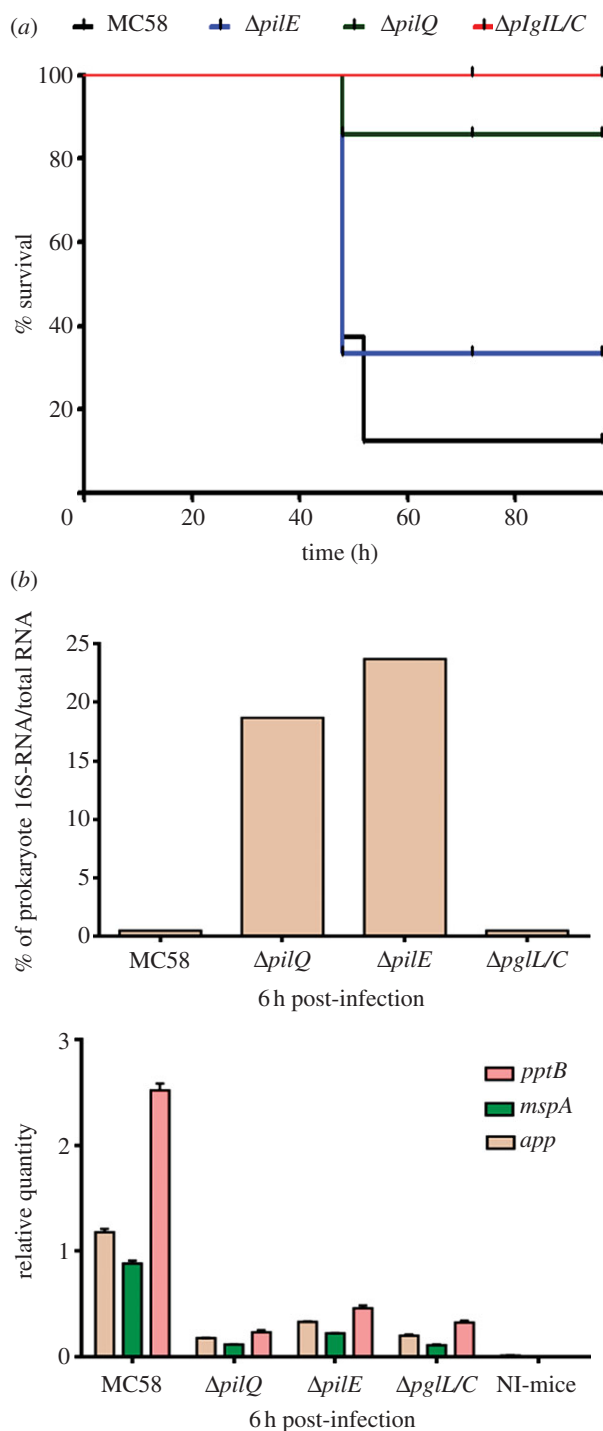 (a) MC58 ΔpilE ΔpilQ ΔpIgIL/C
100
80
60
40
20
0 20 40 60 80
% survival
time (h)
(b)
25
20
15
10
5
0
% of prokaryote 16S-RNA/total RNA
MC58 ΔpilQ ΔpilE ΔpglL/C
6 h post-infection
3
2
1
0
relative quantity
pptB
mspA
app
MC58 ΔpilQ ΔpilE ΔpglL/C NI-mice
6 h post-infection